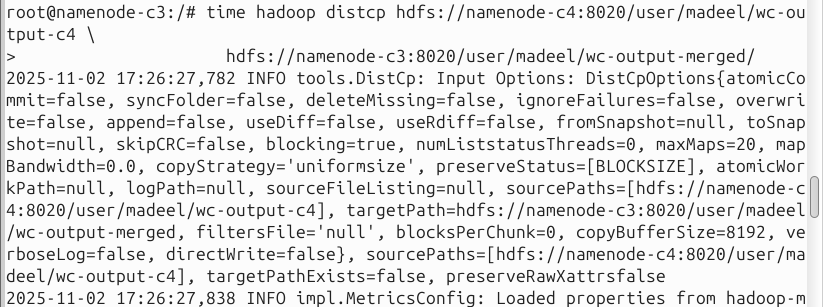 root@namenode-c3:/# time hadoop distcp hdfs://namenode-c4:8020/user/madeel/wc-ou
tput-c4 \
>                      hdfs://namenode-c3:8020/user/madeel/wc-output-merged/
2025-11-02 17:26:27,782 INFO tools.DistCp: Input Options: DistCpOptions{atomicCo
mmit=false, syncFolder=false, deleteMissing=false, ignoreFailures=false, overwri
te=false, append=false, useDiff=false, useRdiff=false, fromSnapshot=null, toSnap
shot=null, skipCRC=false, blocking=true, numListstatusThreads=0, maxMaps=20, map
Bandwidth=0.0, copyStrategy='uniformsize', preserveStatus=[BLOCKSIZE], atomicWor
kPath=null, logPath=null, sourceFileListing=null, sourcePaths=[hdfs://namenode-c
4:8020/user/madeel/wc-output-c4], targetPath=hdfs://namenode-c3:8020/user/madeel
/wc-output-merged, filtersFile='null', blocksPerChunk=0, copyBufferSize=8192, ve
rboseLog=false, directWrite=false}, sourcePaths=[hdfs://namenode-c4:8020/user/ma
deel/wc-output-c4], targetPathExists=false, preserveRawXattrsfalse
2025-11-02 17:26:27,838 INFO impl.MetricsConfig: Loaded properties from hadoop-m